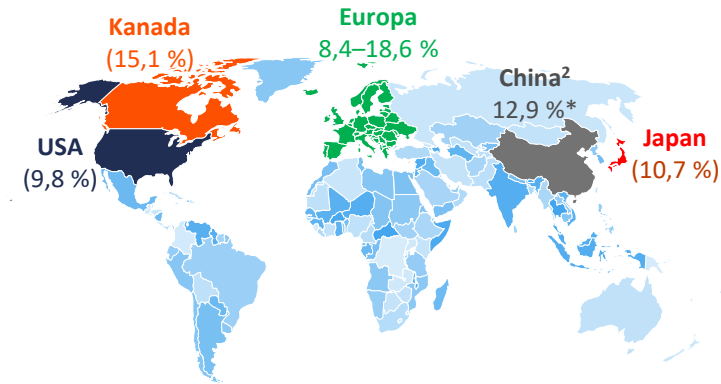 Kanada
(15,1 %)
Europa
8,4–18,6 %
China²
12,9 %*
USA
(9,8 %)
Japan
(10,7 %)